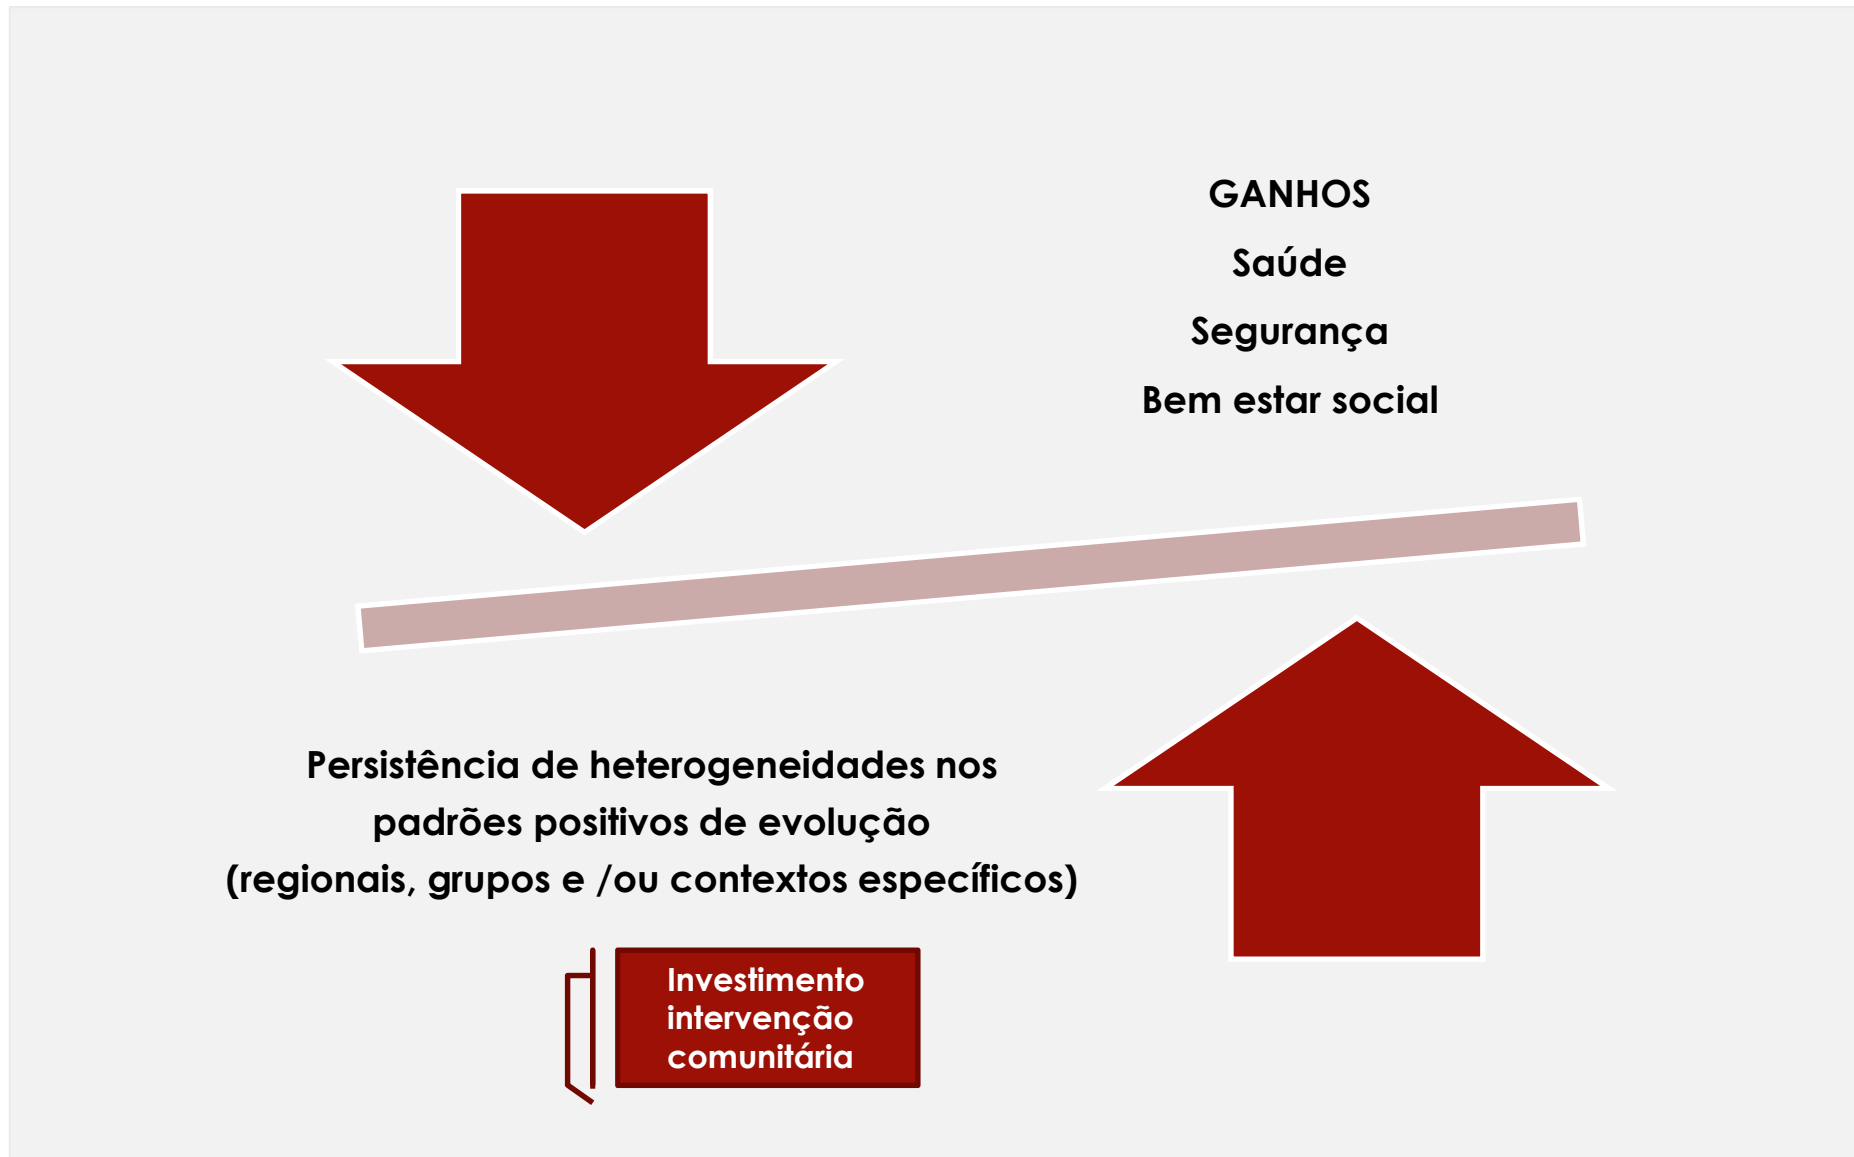 GANHOS
Saúde
Segurança
Bem estar social
Persistência de heterogeneidades nos
padrões positivos de evolução
(regionais, grupos e /ou contextos específicos)
Investimento
intervenção
comunitária